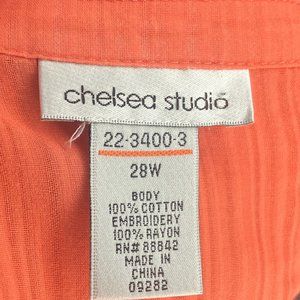 chelsea studio
22-3400-3
28W
BODY
100% COTTON
EMBROIDERY
100% RAYON
RN# 88842
MADE IN
CHINA
09282